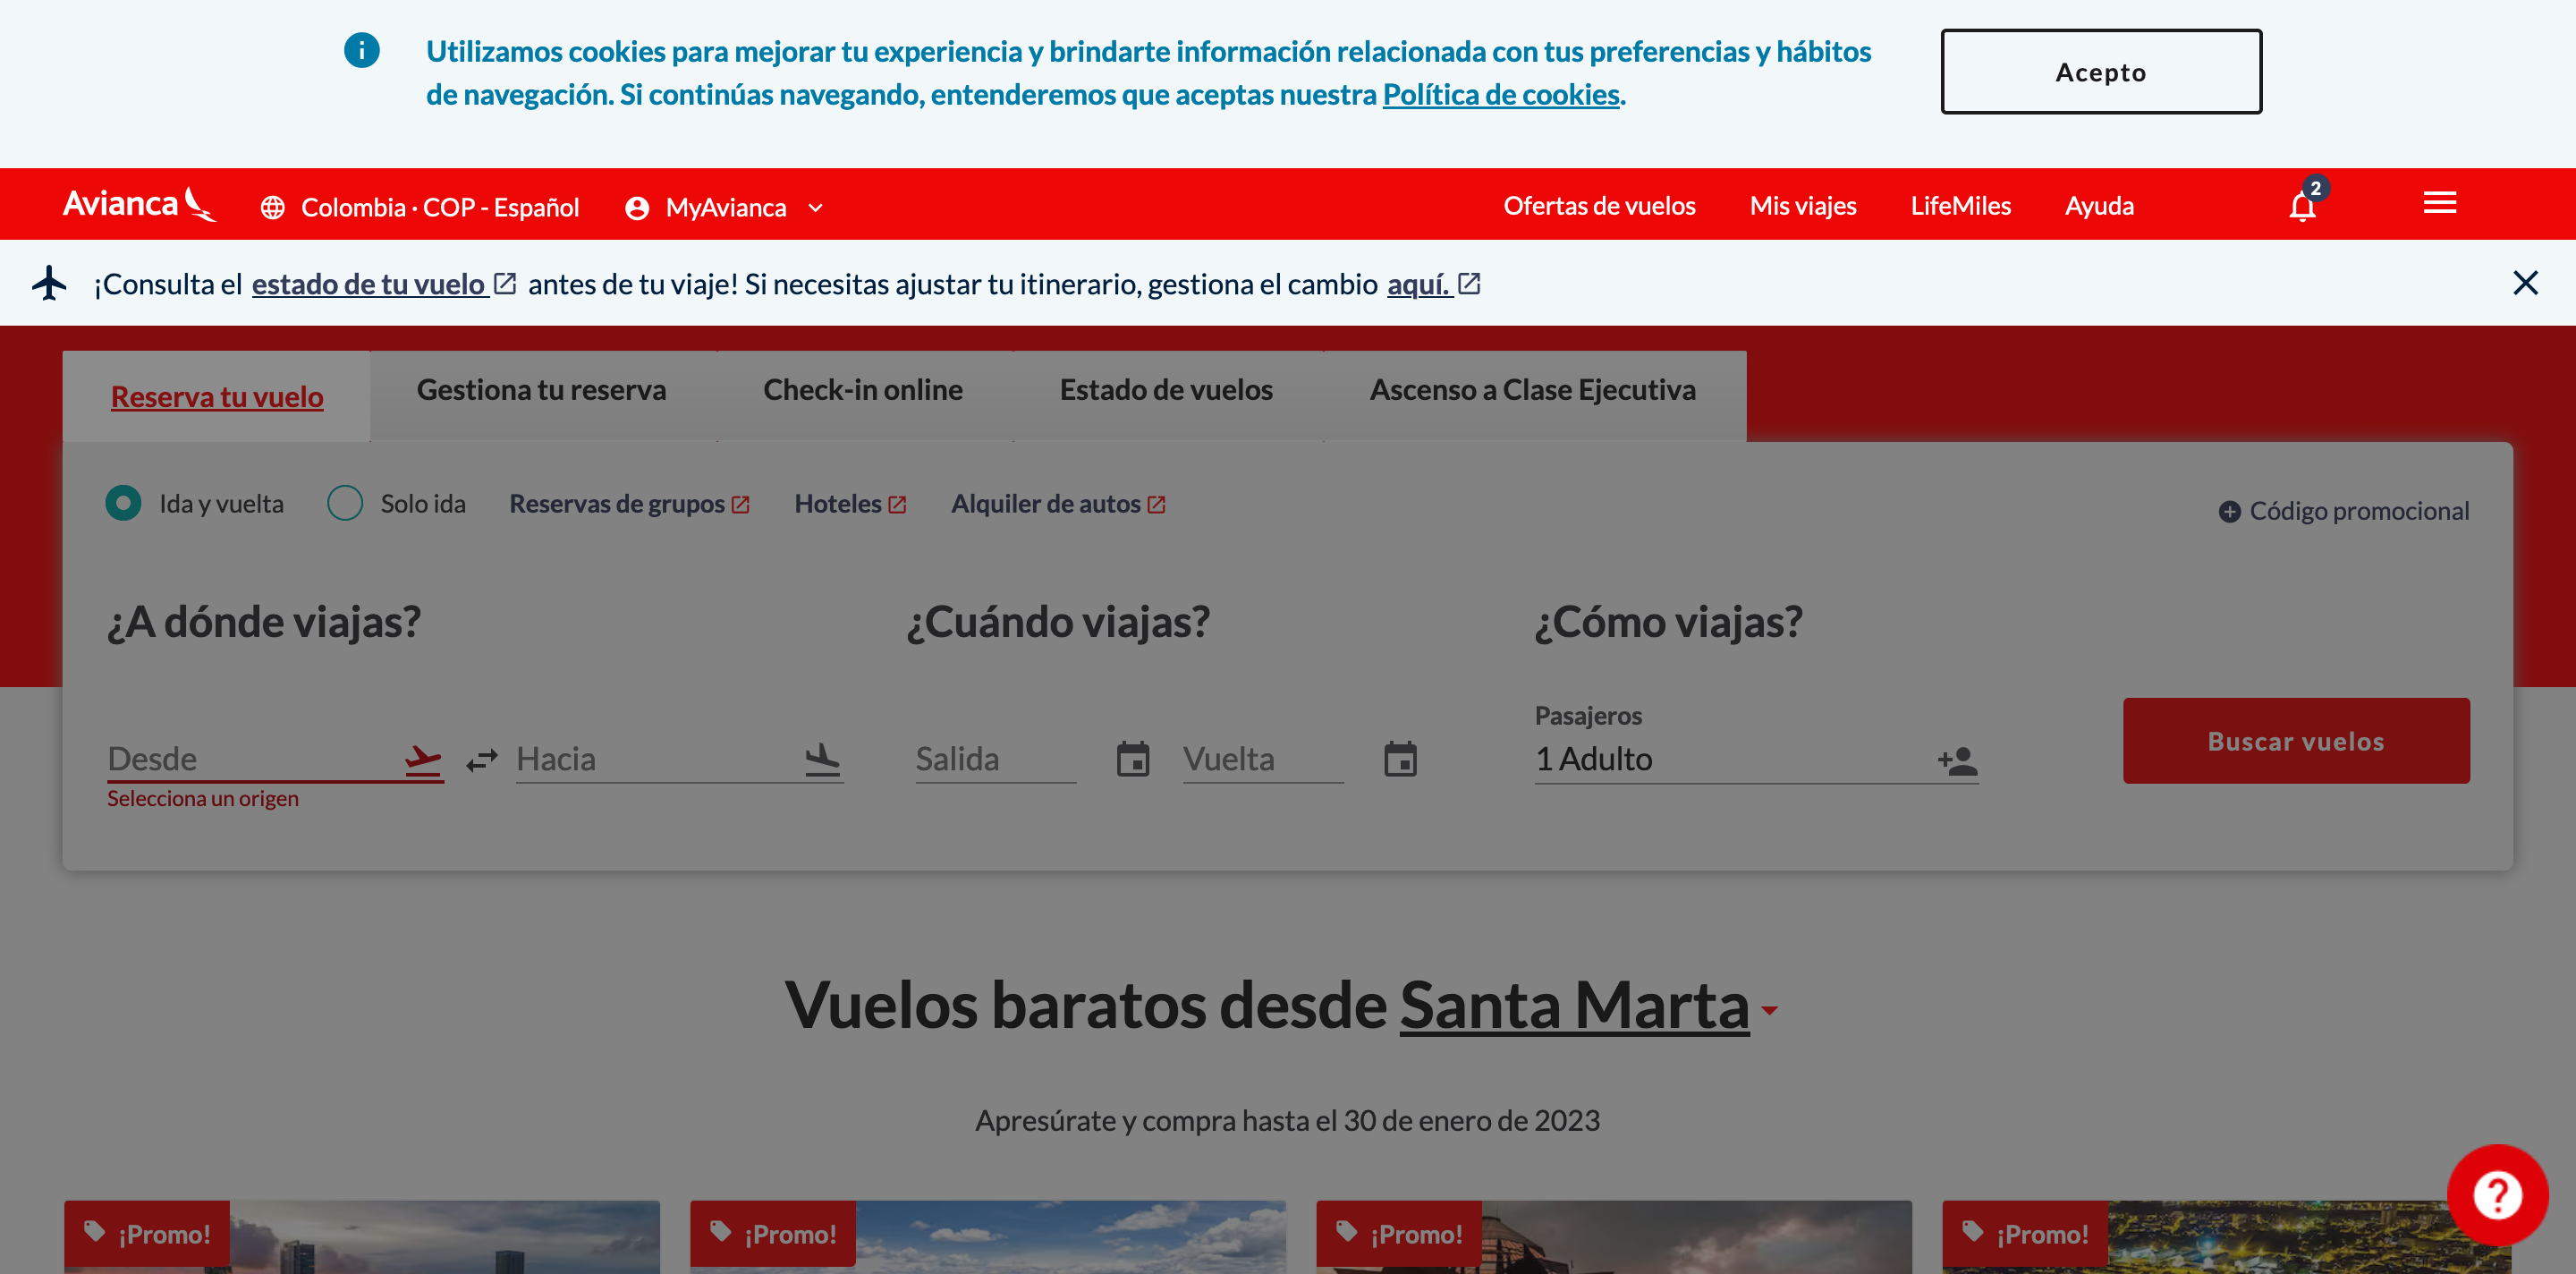 Utilizamos cookies para mejorar tu experiencia y brindarte información relacionada con tus preferencias y hábitos
de navegación. Si continúas navegando, entenderemos que aceptas nuestra Política de cookies.
Acepto
Avianca
Colombia · COP - Español
MyAvianca
Ofertas de vuelos
Mis viajes
LifeMiles
Ayuda
2
¡Consulta el estado de tu vuelo antes de tu viaje! Si necesitas ajustar tu itinerario, gestiona el cambio aquí.
Reserva tu vuelo
Gestiona tu reserva
Check-in online
Estado de vuelos
Ascenso a Clase Ejecutiva
Ida y vuelta
Solo ida
Reservas de grupos
Hoteles
Alquiler de autos
Código promocional
¿A dónde viajas?
¿Cuándo viajas?
¿Cómo viajas?
Pasajeros
Desde
Hacia
Salida
Vuelta
1 Adulto
Buscar vuelos
Selecciona un origen
Vuelos baratos desde Santa Marta
Apresúrate y compra hasta el 30 de enero de 2023
¡Promo!
¡Promo!
¡Promo!
¡Promo!